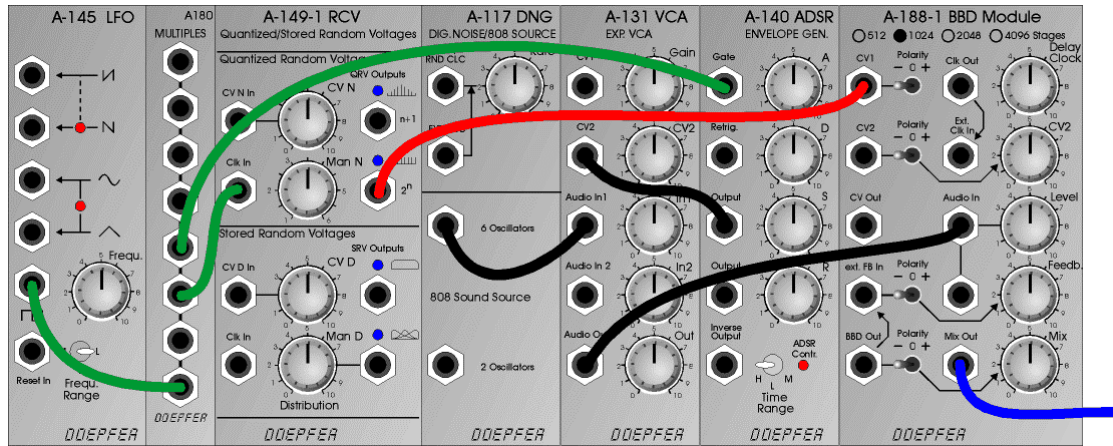 A-145 LFO
Frequ.
Reset In
Frequ.
Range
H L
DOEPFER
A180
MULTIPLES
DOEPFER
A-149-1 RCV
Quantized/Stored Random Voltages
Quantized Random Voltages
QRV Outputs
CV N In
CV N
n+1
Clk In
Man N
2n
Stored Random Voltages
SRV Outputs
CV D In
CV D
Clk In
Man D
Distribution
DOEPFER
A-117 DNG
DIG.NOISE/808 SOURCE
RND CLC
Rate
6 Oscillators
808 Sound Source
2 Oscillators
DOEPFER
A-131 VCA
EXP. VCA
CV1
Gain
CV2
CV2
Audio In1
In1
Audio In 2
In2
Audio Out
Out
DOEPFER
A-140 ADSR
ENVELOPE GEN.
Gate
A
Retrig.
D
Output
S
Output
R
Inverse
Output
ADSR
Contr.
H L M
Time
Range
DOEPFER
A-188-1 BBD Module
512 1024 2048 4096 Stages
CV1
Polarity
- 0 +
Clk Out
Delay
Clock
CV2
Polarity
- 0 +
Ext.
Clk In
CV2
CV Out
Audio In
Level
ext. FB In
Polarity
- 0 +
Feedb.
BBD Out
Polarity
- 0 +
Mix Out
Mix
DOEPFER